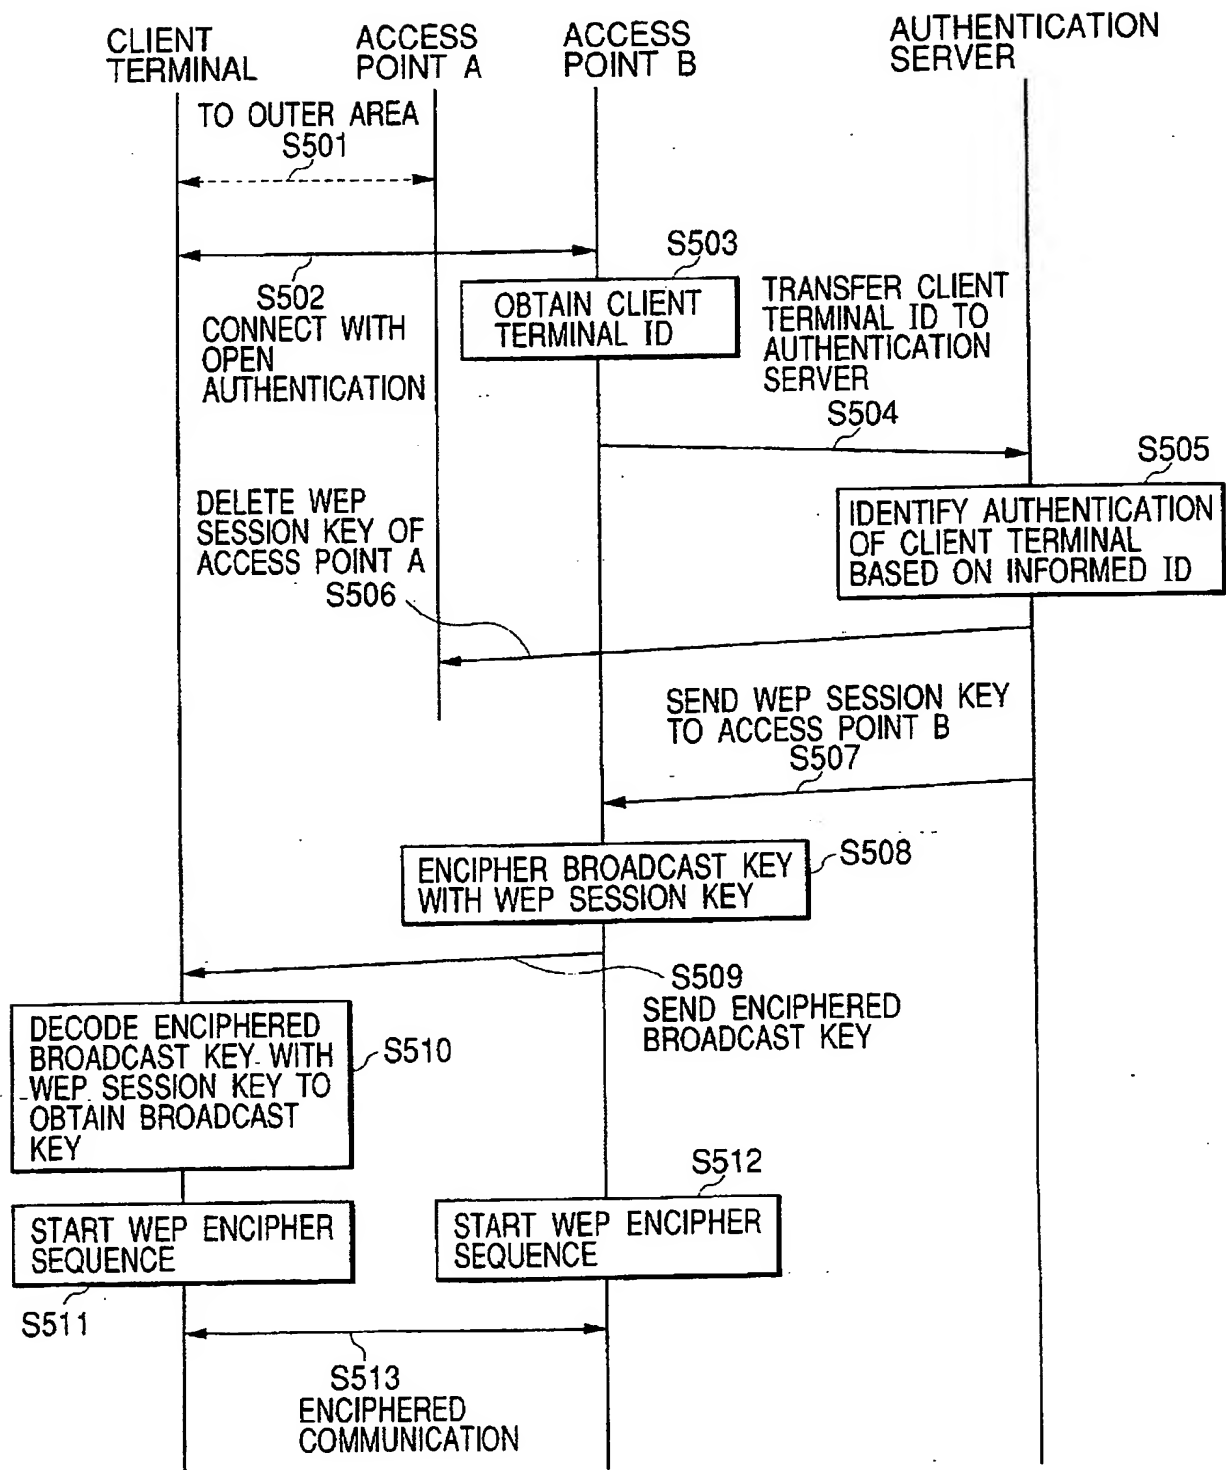 CLIENT
TERMINAL
ACCESS
POINT A
ACCESS
POINT B
AUTHENTICATION
SERVER
TO OUTER AREA
S501
S502
CONNECT WITH
OPEN
AUTHENTICATION
S503
OBTAIN CLIENT
TERMINAL ID
TRANSFER CLIENT
TERMINAL ID TO
AUTHENTICATION
SERVER
S504
S505
IDENTIFY AUTHENTICATION
OF CLIENT TERMINAL
BASED ON INFORMED ID
DELETE WEP
SESSION KEY OF
ACCESS POINT A
S506
SEND WEP SESSION KEY
TO ACCESS POINT B
S507
ENCIPHER BROADCAST KEY
WITH WEP SESSION KEY
S508
S509
SEND ENCIPHERED
BROADCAST KEY
DECODE ENCIPHERED
BROADCAST KEY WITH
WEP SESSION KEY TO
OBTAIN BROADCAST
KEY
S510
START WEP ENCIPHER
SEQUENCE
S511
S512
START WEP ENCIPHER
SEQUENCE
S513
ENCIPHERED
COMMUNICATION